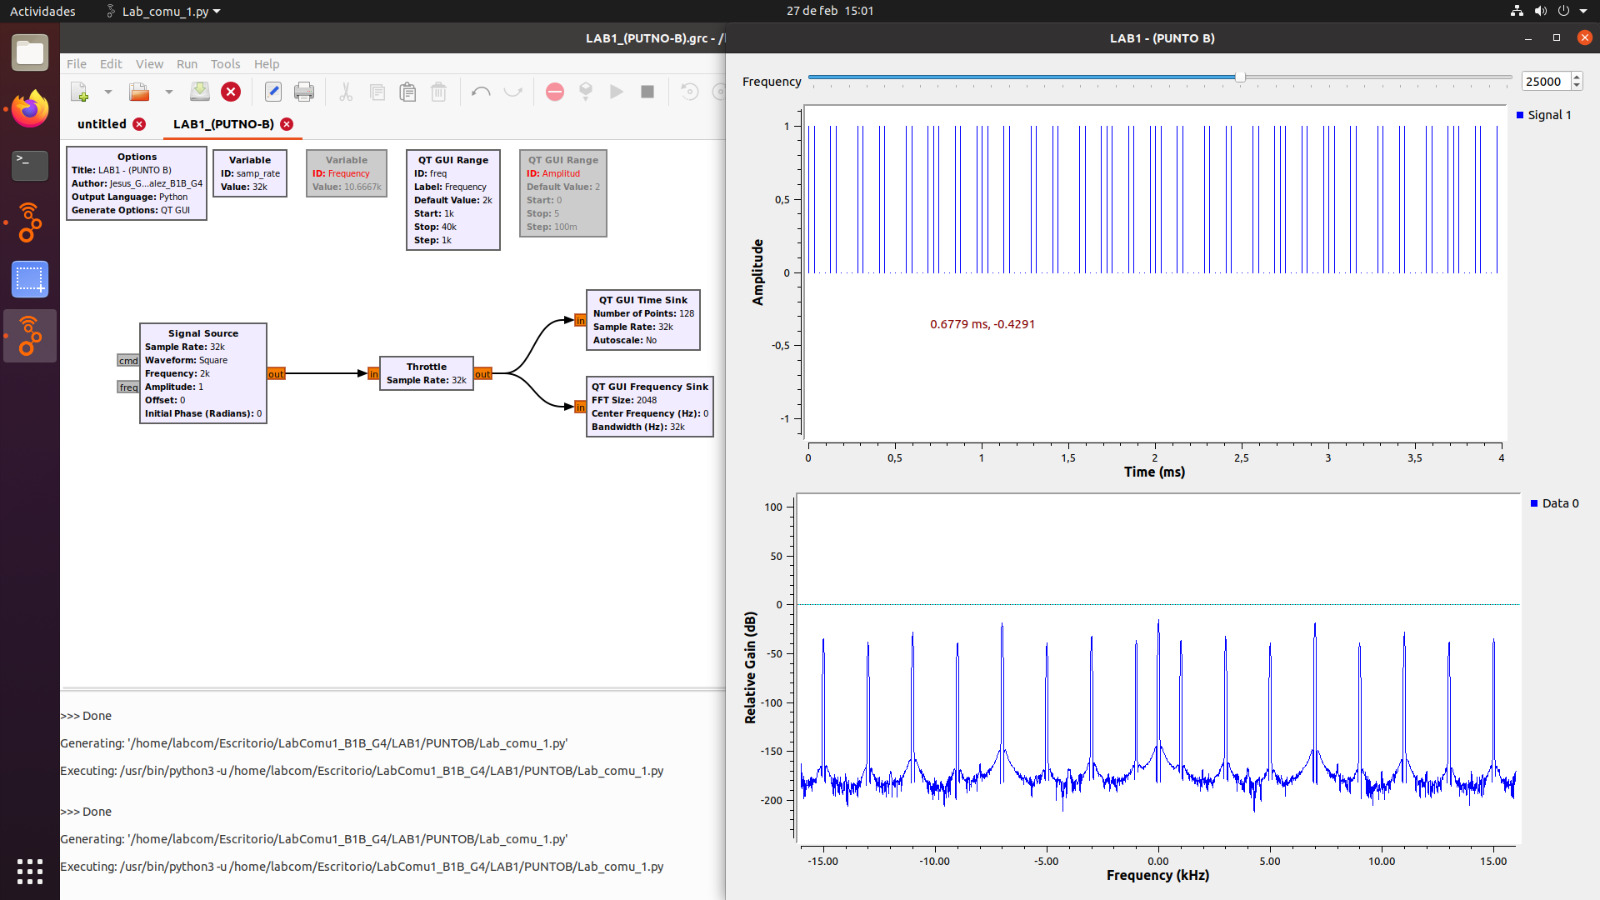 Actividades
Lab_comu_1.py
27 de feb 15:01
LAB1_(PUTNO-B).grc - /
File Edit View Run Tools Help
untitled
LAB1_(PUTNO-B)
Options
Title: LAB1 - (PUNTO B)
Author: Jesus_G...alez_B1B_G4
Output Language: Python
Generate Options: QT GUI
Variable
ID: samp_rate
Value: 32k
Variable
ID: Frequency
Value: 10.6667k
QT GUI Range
ID: freq
Label: Frequency
Default Value: 2k
Start: 1k
Stop: 40k
Step: 1k
QT GUI Range
ID: Amplitud
Default Value: 2
Start: 0
Stop: 5
Step: 100m
cmd
freq
Signal Source
Sample Rate: 32k
Waveform: Square
Frequency: 2k
Amplitude: 1
Offset: 0
Initial Phase (Radians): 0
out
in
Throttle
Sample Rate: 32k
out
in
QT GUI Time Sink
Number of Points: 128
Sample Rate: 32k
Autoscale: No
in
QT GUI Frequency Sink
FFT Size: 2048
Center Frequency (Hz): 0
Bandwidth (Hz): 32k
>>> Done
Generating: '/home/labcom/Escritorio/LabComu1_B1B_G4/LAB1/PUNTOB/Lab_comu_1.py'
Executing: /usr/bin/python3 -u /home/labcom/Escritorio/LabComu1_B1B_G4/LAB1/PUNTOB/Lab_comu_1.py
>>> Done
Generating: '/home/labcom/Escritorio/LabComu1_B1B_G4/LAB1/PUNTOB/Lab_comu_1.py'
Executing: /usr/bin/python3 -u /home/labcom/Escritorio/LabComu1_B1B_G4/LAB1/PUNTOB/Lab_comu_1.py
LAB1 - (PUNTO B)
Frequency
25000
Signal 1
Amplitude
1
0,5
0
-0,5
-1
0.6779 ms, -0.4291
0 0,5 1 1,5 2 2,5 3 3,5 4
Time (ms)
Data 0
Relative Gain (dB)
100
50
0
-50
-100
-150
-200
-15.00 -10.00 -5.00 0.00 5.00 10.00 15.00
Frequency (kHz)